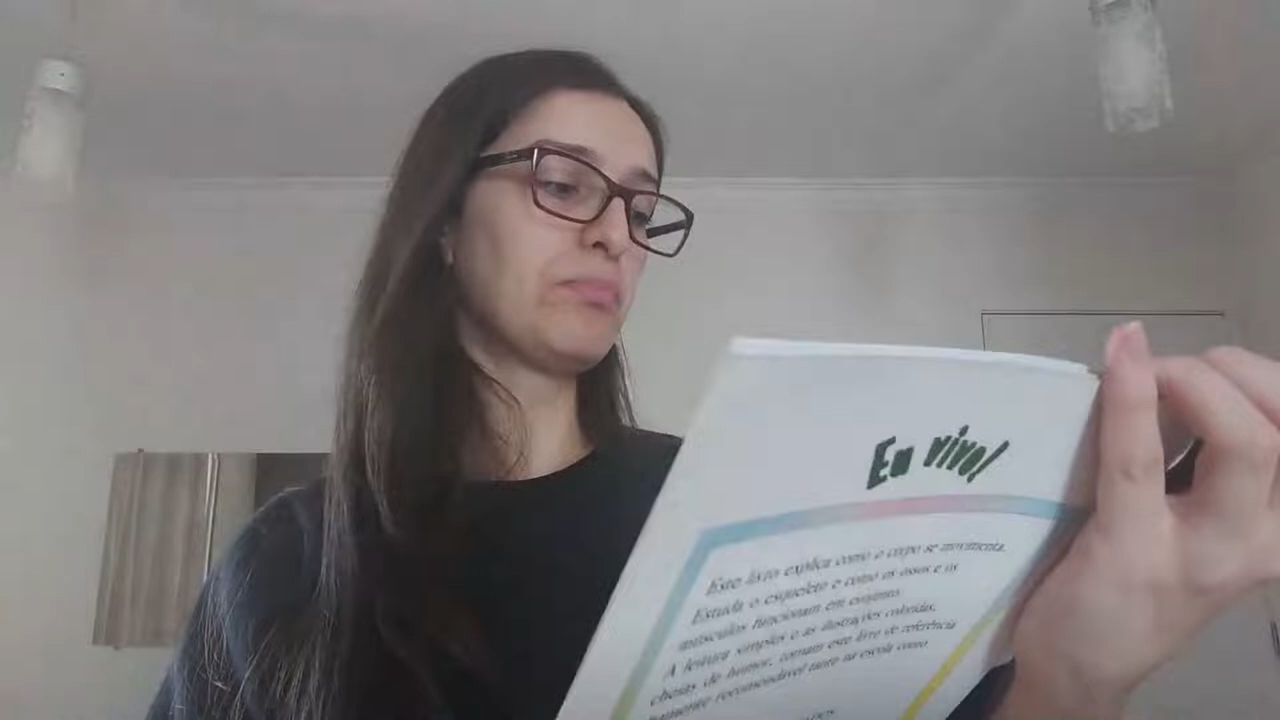 Eu vivo!
Este livro explica como o corpo se movimenta.
Estuda o esqueleto e como os ossos e os
músculos funcionam em conjunto.
A leitura simples e as ilustrações coloridas,
cheias de humor, tornam este livro de referência
recomendável tanto na escola como